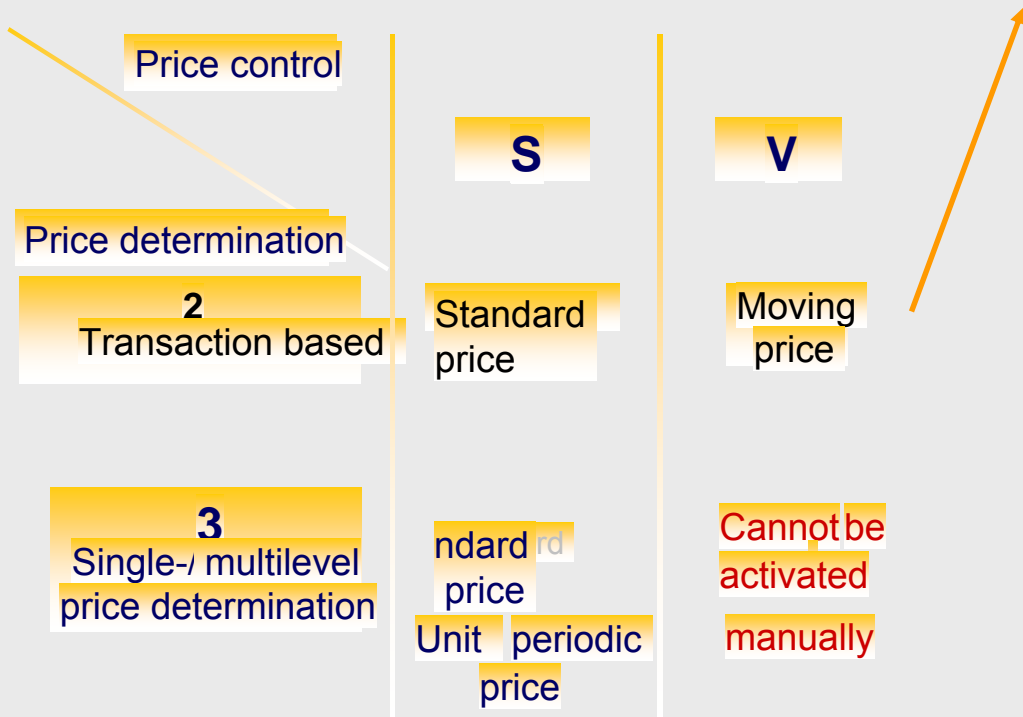 Price control
S
V
Price determination
2
Transaction based
Standard
price
Moving
price
3
Single-/ multilevel
price determination
ndard rd
price
Unit periodic
price
Cannot be
activated
manually